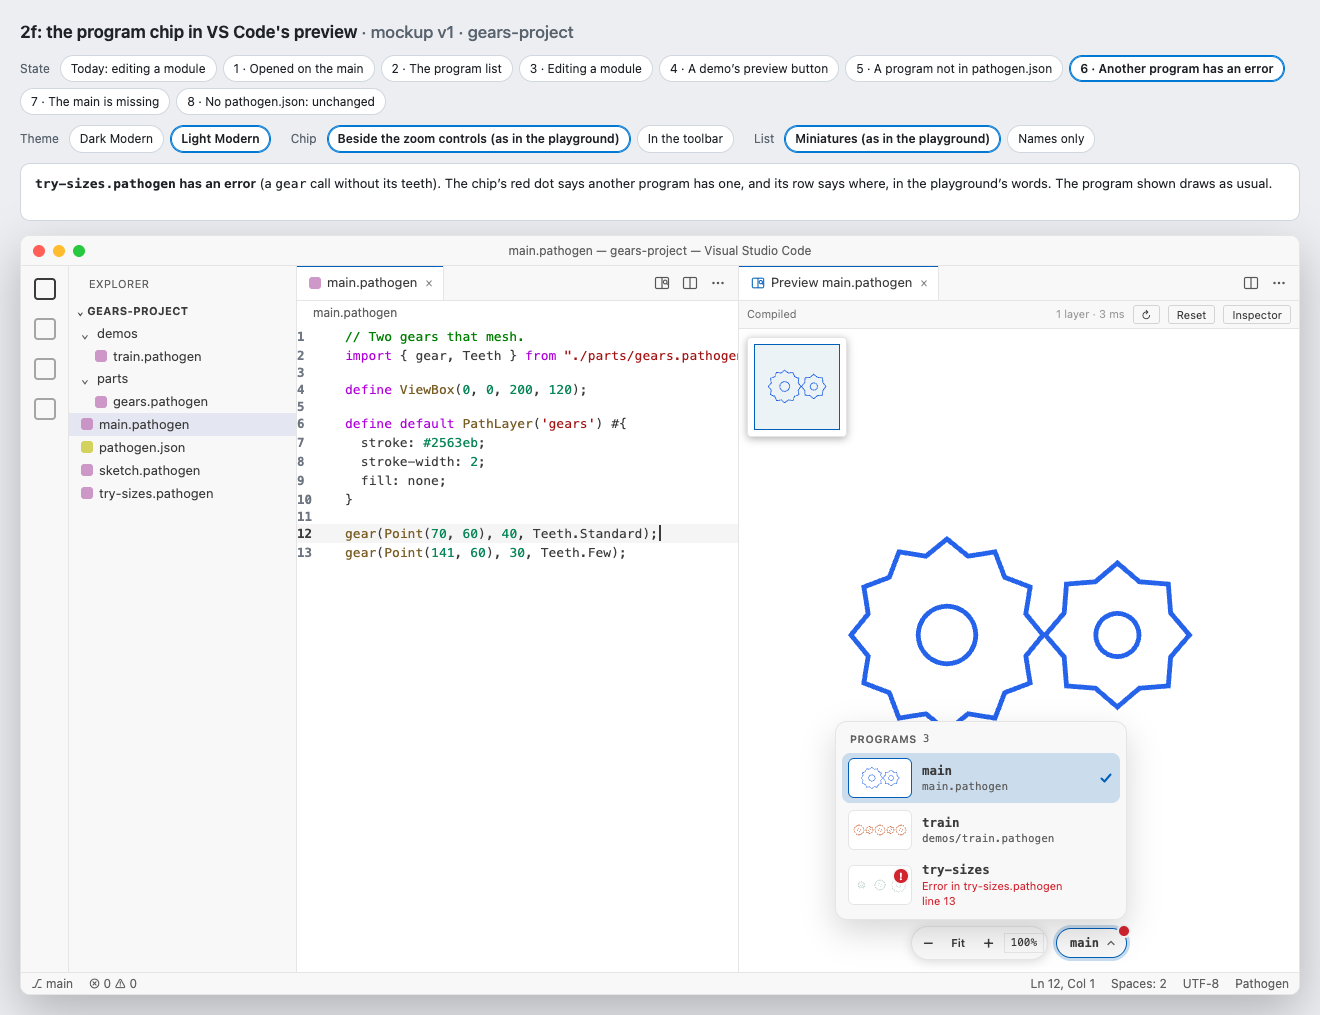 2f: the program chip in VS Code's preview · mockup v1 · gears-project
State Today: editing a module 1 · Opened on the main 2 · The program list 3 · Editing a module 4 · A demo's preview button 5 · A program not in pathogen.json 6 · Another program has an error
7 · The main is missing 8 · No pathogen.json: unchanged
Theme Dark Modern Light Modern Chip Beside the zoom controls (as in the playground) In the toolbar List Miniatures (as in the playground) Names only
try-sizes.pathogen has an error (a gear call without its teeth). The chip's red dot says another program has one, and its row says where, in the playground's words. The program shown draws as usual.
main.pathogen — gears-project — Visual Studio Code
EXPLORER
GEARS-PROJECT
demos
train.pathogen
parts
gears.pathogen
main.pathogen
pathogen.json
sketch.pathogen
try-sizes.pathogen
main.pathogen ×
main.pathogen
1 // Two gears that mesh.
2 import { gear, Teeth } from "./parts/gears.pathogen
3
4 define ViewBox(0, 0, 200, 120);
5
6 define default PathLayer('gears') #{
7 stroke: #2563eb;
8 stroke-width: 2;
9 fill: none;
10 }
11
12 gear(Point(70, 60), 40, Teeth.Standard);
13 gear(Point(141, 60), 30, Teeth.Few);
Preview main.pathogen ×
Compiled 1 layer · 3 ms ↻ Reset Inspector
PROGRAMS 3
main
main.pathogen
train
demos/train.pathogen
try-sizes
Error in try-sizes.pathogen
line 13
− Fit + 100% main
main 0 0 Ln 12, Col 1 Spaces: 2 UTF-8 Pathogen